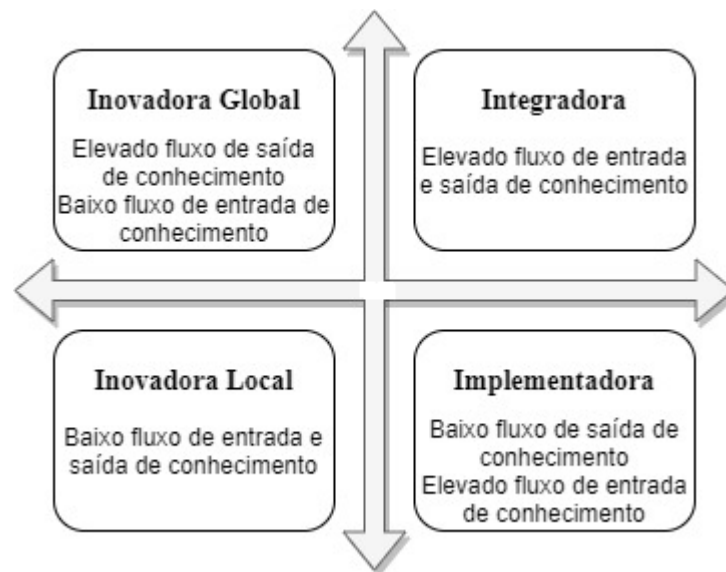 Inovadora Global
Elevado fluxo de saída
de conhecimento
Baixo fluxo de entrada de
conhecimento
Integradora
Elevado fluxo de entrada
e saída de conhecimento
Inovadora Local
Baixo fluxo de entrada e
saída de conhecimento
Implementadora
Baixo fluxo de saída de
conhecimento
Elevado fluxo de entrada
de conhecimento